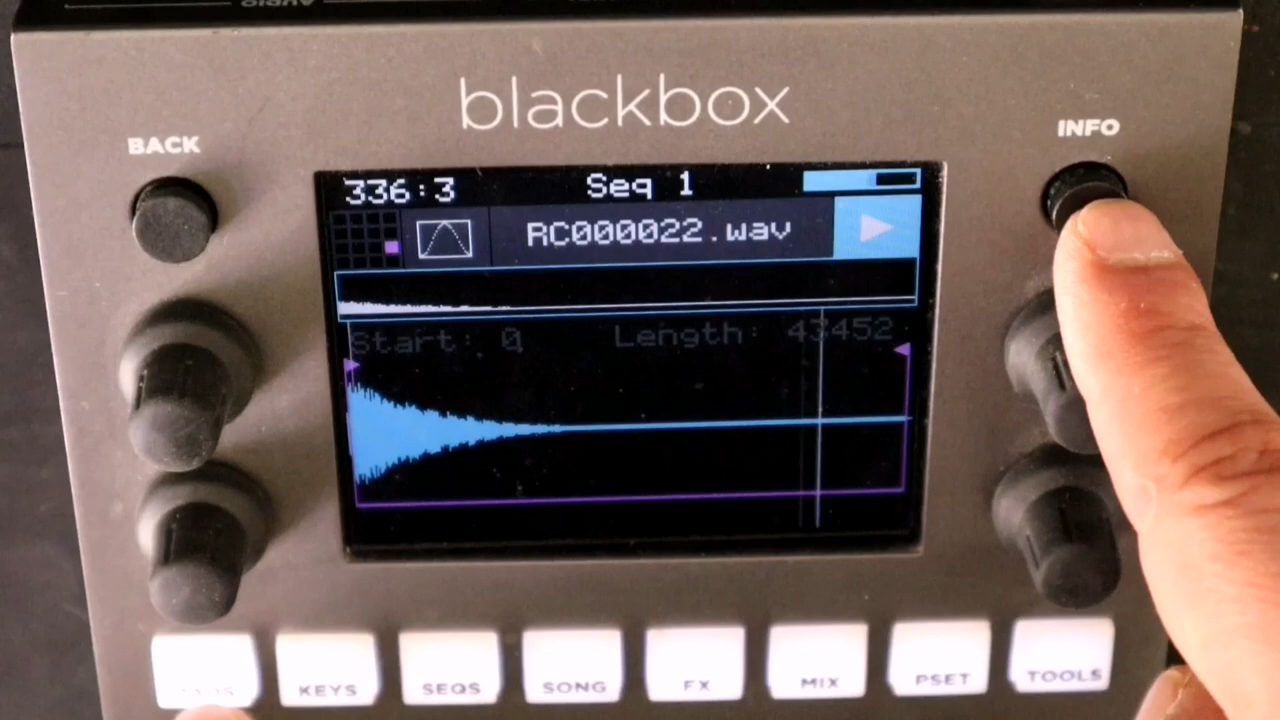 AUDIO
blackbox
BACK
INFO
336:3 Seq 1
RC000022.wav
Start: 0 Length: 43452
KEYS SEQS SONG FX MIX PSET TOOLS